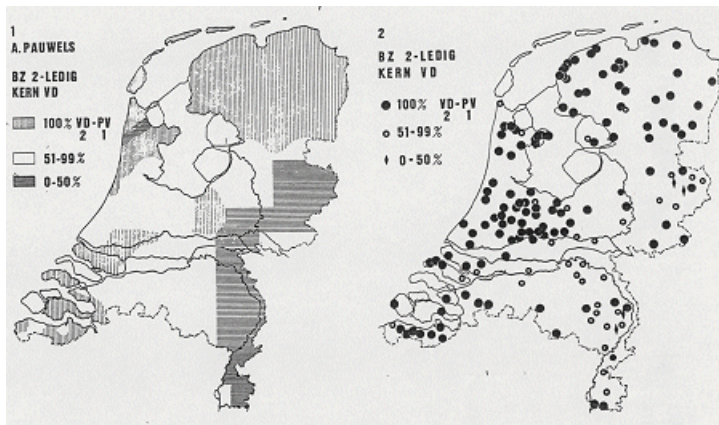 1
A. PAUWELS
BZ 2-LEDIG
KERN VD
100% VD-PV
2 1
51-99%
0-50%
2
BZ 2-LEDIG
KERN VD
100% VD-PV
2 1
51-99%
0-50%